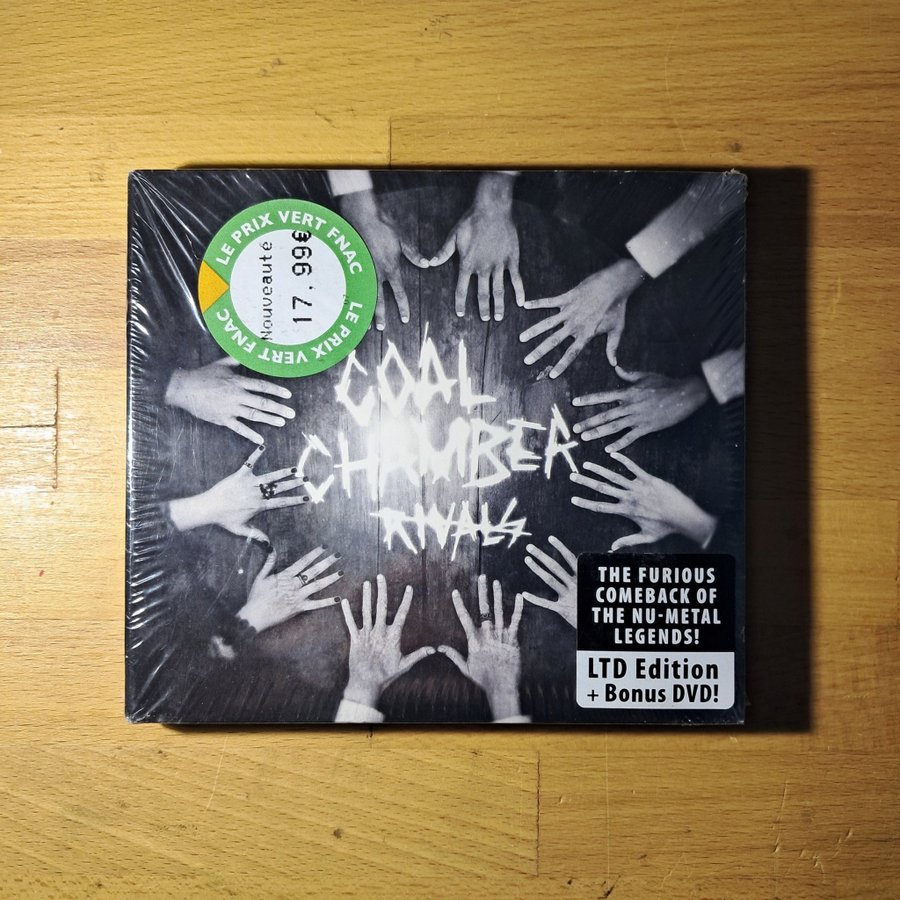 LE PRIX VERT FNAC
Nouveauté
17.99€
LE PRIX VERT FNAC
COAL
CHAMBER
RIVALS
THE FURIOUS
COMEBACK OF
THE NU-METAL
LEGENDS!
LTD Edition
+ Bonus DVD!